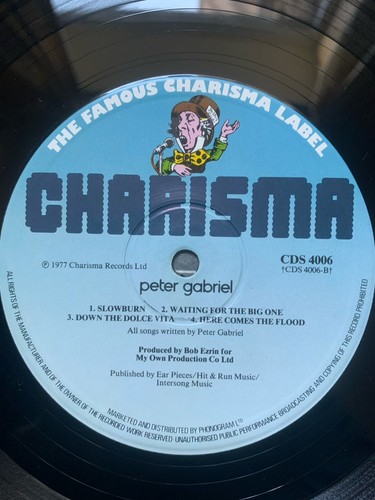 THE FAMOUS CHARISMA LABEL
CHARISMA
CDS 4006
†CDS 4006-B†
℗ 1977 Charisma Records Ltd
peter gabriel
1. SLOWBURN 2. WAITING FOR THE BIG ONE
3. DOWN THE DOLCE VITA 4. HERE COMES THE FLOOD
All songs written by Peter Gabriel
Produced by Bob Ezrin for
My Own Production Co Ltd
Published by Ear Pieces/Hit & Run Music/
Intersong Music
MARKETED AND DISTRIBUTED BY PHONOGRAM L
ALL RIGHTS OF THE MANUFACTURER AND OF THE OWNER OF THE RECORDED WORK RESERVED UNAUTHORISED PUBLIC PERFORMANCE BROADCASTING AND COPYING OF THIS RECORD PROHIBITED